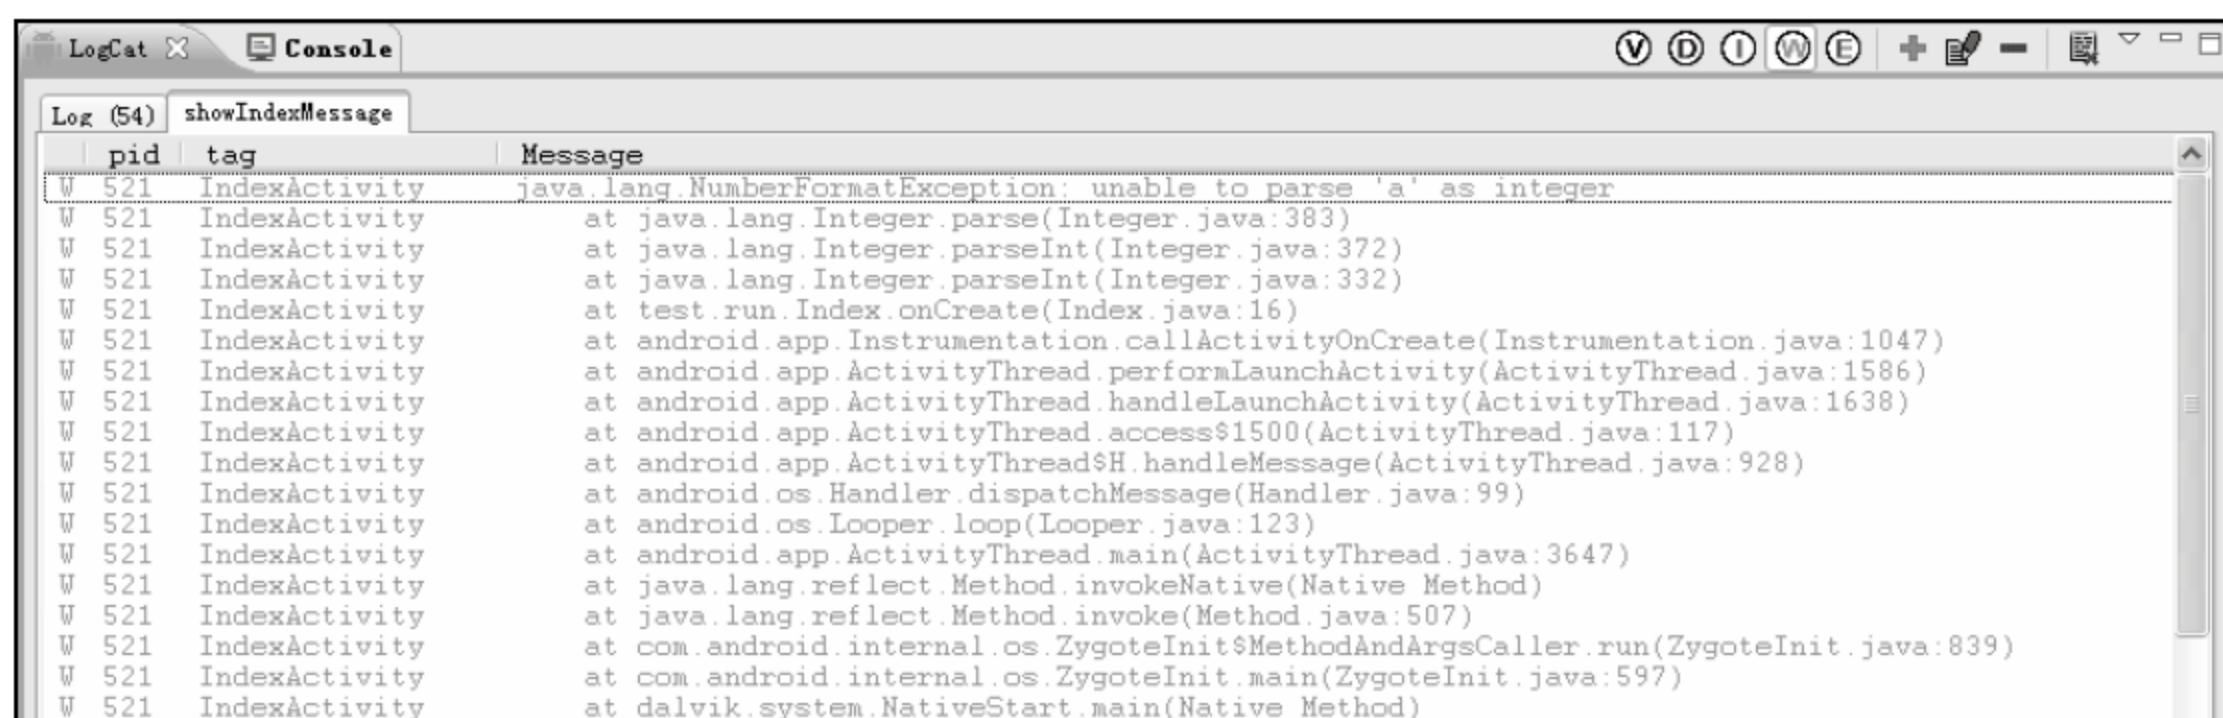 LogCat Console V D I W E
Log (54) showIndexMessage
pid tag Message
W 521 IndexActivity java.lang.NumberFormatException: unable to parse 'a' as integer
W 521 IndexActivity at java.lang.Integer.parse(Integer.java:383)
W 521 IndexActivity at java.lang.Integer.parseInt(Integer.java:372)
W 521 IndexActivity at java.lang.Integer.parseInt(Integer.java:332)
W 521 IndexActivity at test.run.Index.onCreate(Index.java:16)
W 521 IndexActivity at android.app.Instrumentation.callActivityOnCreate(Instrumentation.java:1047)
W 521 IndexActivity at android.app.ActivityThread.performLaunchActivity(ActivityThread.java:1586)
W 521 IndexActivity at android.app.ActivityThread.handleLaunchActivity(ActivityThread.java:1638)
W 521 IndexActivity at android.app.ActivityThread.access$1500(ActivityThread.java:117)
W 521 IndexActivity at android.app.ActivityThread$H.handleMessage(ActivityThread.java:928)
W 521 IndexActivity at android.os.Handler.dispatchMessage(Handler.java:99)
W 521 IndexActivity at android.os.Looper.loop(Looper.java:123)
W 521 IndexActivity at android.app.ActivityThread.main(ActivityThread.java:3647)
W 521 IndexActivity at java.lang.reflect.Method.invokeNative(Native Method)
W 521 IndexActivity at java.lang.reflect.Method.invoke(Method.java:507)
W 521 IndexActivity at com.android.internal.os.ZygoteInit$MethodAndArgsCaller.run(ZygoteInit.java:839)
W 521 IndexActivity at com.android.internal.os.ZygoteInit.main(ZygoteInit.java:597)
W 521 IndexActivity at dalvik.system.NativeStart.main(Native Method)